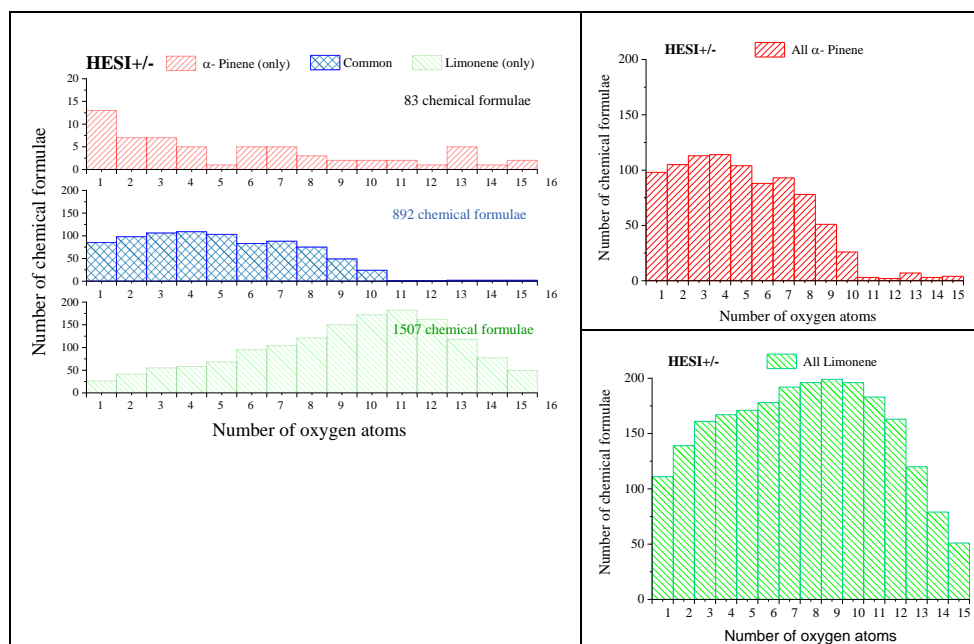 HESI+/- α- Pinene (only) Common Limonene (only)
Number of chemical formulae
20
15
10
5
0
83 chemical formulae
1 2 3 4 5 6 7 8 9 10 11 12 13 14 15 16
200
150
100
50
0
892 chemical formulae
1 2 3 4 5 6 7 8 9 10 11 12 13 14 15 16
200
150
100
50
0
1507 chemical formulae
1 2 3 4 5 6 7 8 9 10 11 12 13 14 15 16
Number of oxygen atoms
HESI+/- All α- Pinene
Number of chemical formulae
200
150
100
50
0
1 2 3 4 5 6 7 8 9 10 11 12 13 14 15
Number of oxygen atoms
HESI+/- All Limonene
Number of chemical formulae
200
150
100
50
0
1 2 3 4 5 6 7 8 9 10 11 12 13 14 15
Number of oxygen atoms